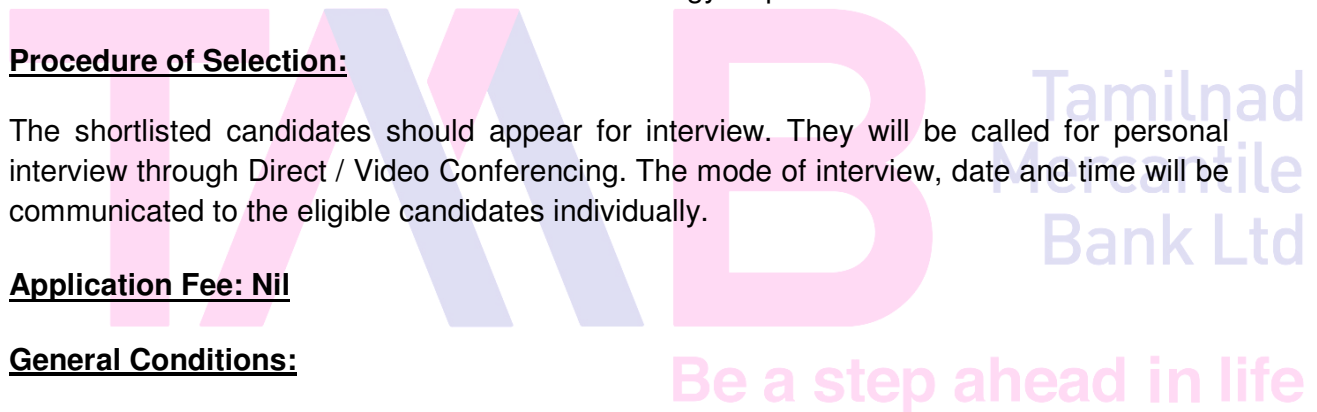 Procedure of Selection:
The shortlisted candidates should appear for interview. They will be called for personal
interview through Direct / Video Conferencing. The mode of interview, date and time will be
communicated to the eligible candidates individually.
Application Fee: Nil
General Conditions:
TMB
Tamilnad
Mercantile
Bank Ltd
Be a step ahead in life